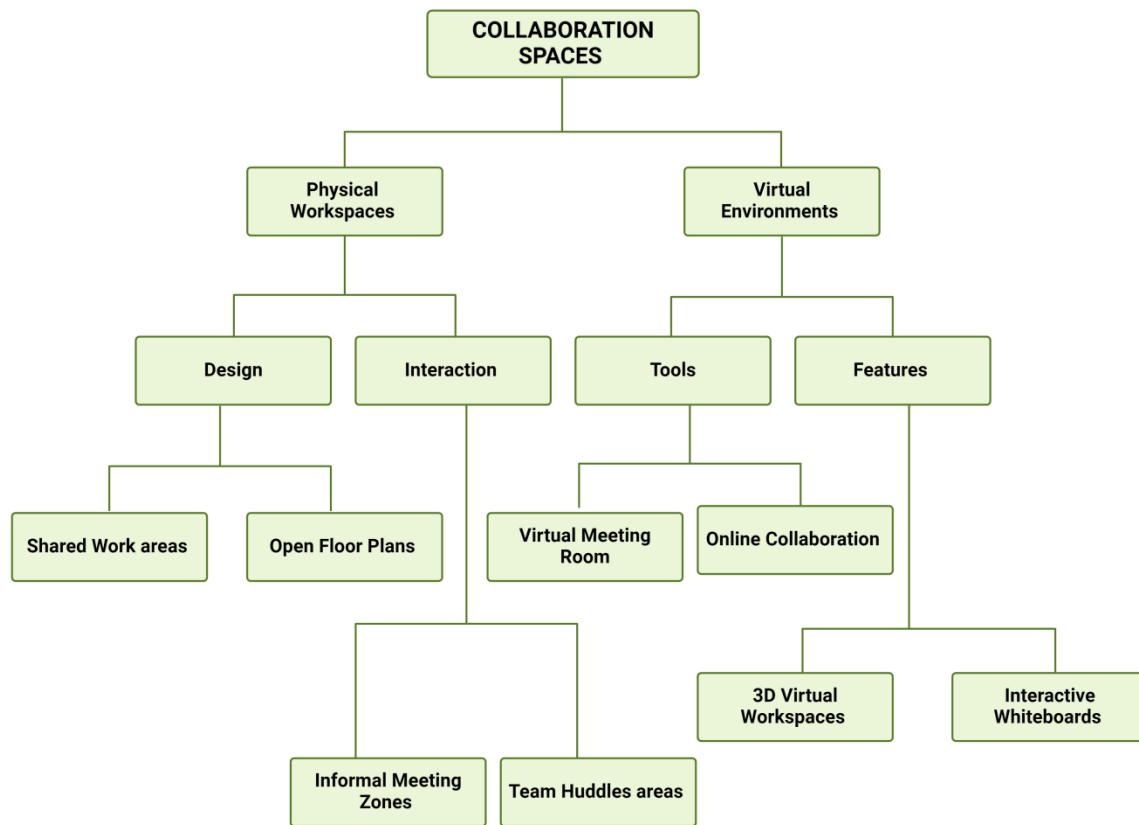 COLLABORATION
SPACES
Physical
Workspaces
Virtual
Environments
Design
Interaction
Tools
Features
Shared Work areas
Open Floor Plans
Virtual Meeting
Room
Online Collaboration
3D Virtual
Workspaces
Interactive
Whiteboards
Informal Meeting
Zones
Team Huddles areas